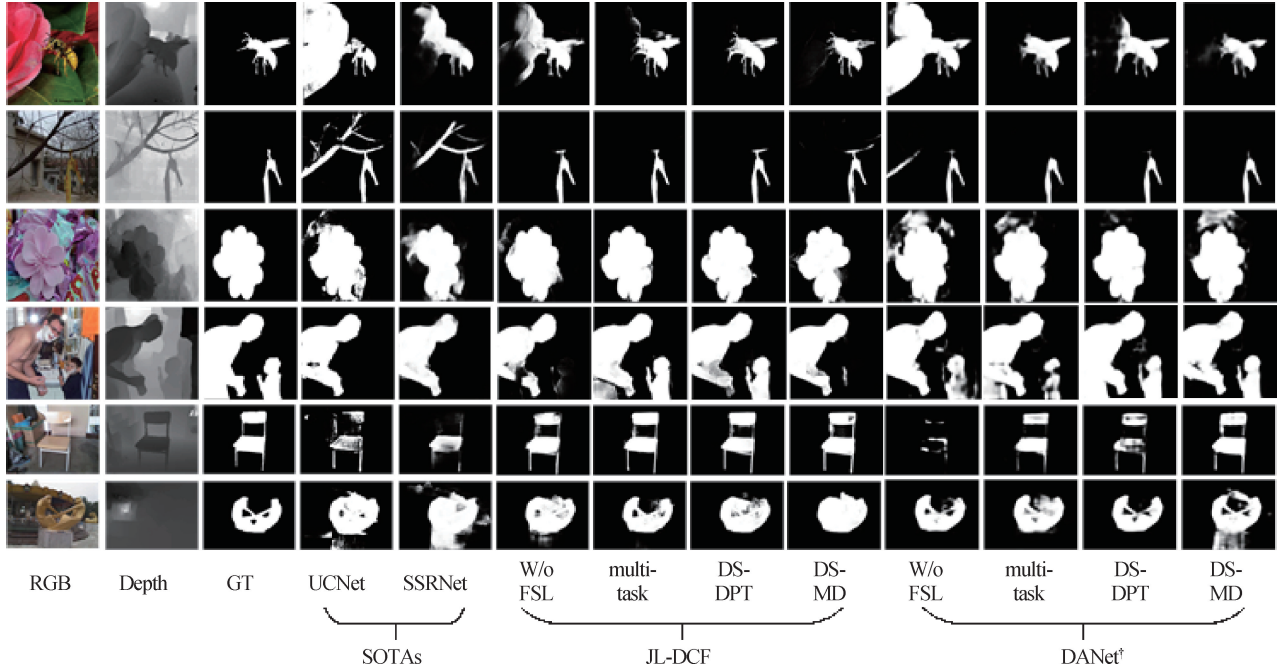 RGB Depth GT UCNet SSRNet W/o FSL multi-task DS-DPT DS-MD W/o FSL multi-task DS-DPT DS-MD
SOTAs JL-DCF DANet†